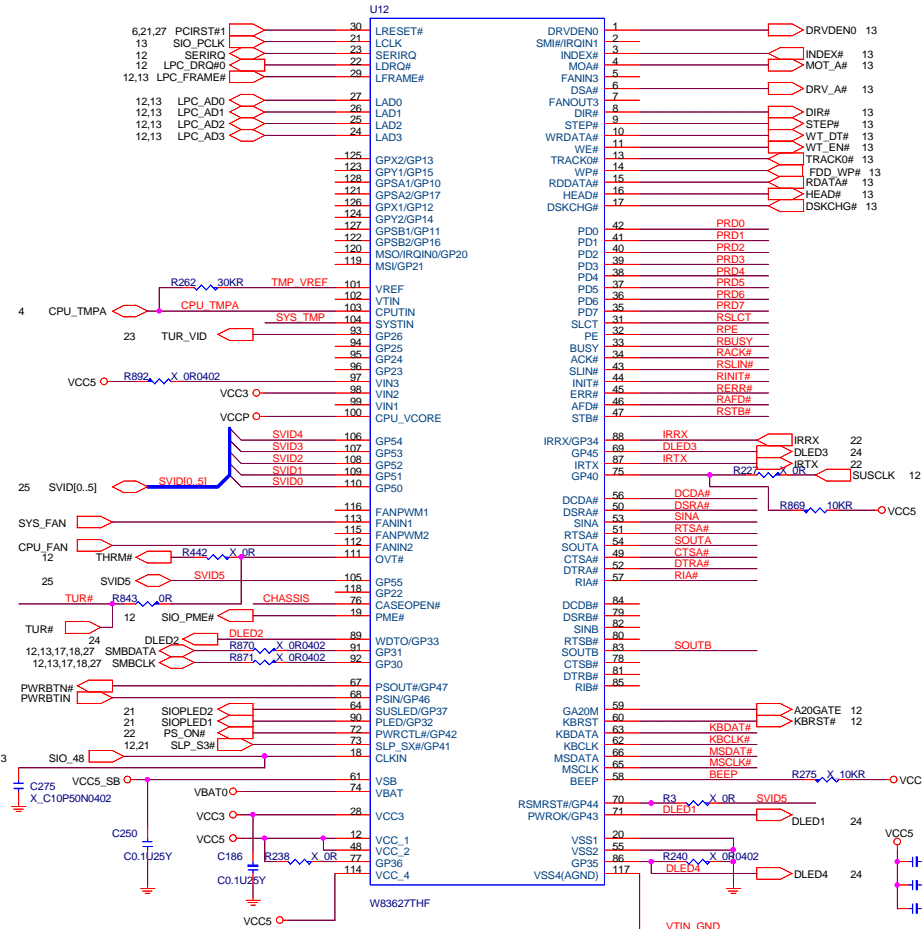 U12
6,21,27 PCIRST#1 30 LRESET#
13 SIO_PCLK 21 LCLK
12 SERIRQ 23 SERIRQ
12 LPC_DRQ#0 22 LDRQ#
12,13 LPC_FRAME# 29 LFRAME#
12,13 LPC_AD0 27 LAD0
12,13 LPC_AD1 26 LAD1
12,13 LPC_AD2 25 LAD2
12,13 LPC_AD3 24 LAD3
125 GPX2/GP13
123 GPY1/GP15
128 GPSA1/GP10
121 GPSA2/GP17
126 GPX1/GP12
124 GPY2/GP14
127 GPSB1/GP11
122 GPSB2/GP16
120 MSO/IRQIN0/GP20
119 MSI/GP21
R262 30KR TMP_VREF 101 VREF
102 VTIN
4 CPU_TMPA CPU_TMPA 103 CPUTIN
SYS_TMP 104 SYSTIN
23 TUR_VID 93 GP26
94 GP25
95 GP24
96 GP23
VCC5 R892 X_0R0402 97 VIN3
VCC3 98 VIN2
99 VIN1
VCCP 100 CPU_VCORE
SVID4 106 GP54
SVID3 107 GP53
SVID2 108 GP52
SVID1 109 GP51
25 SVID[0..5] SVID[0..5] SVID0 110 GP50
116 FANPWM1
SYS_FAN 113 FANIN1
115 FANPWM2
CPU_FAN 112 FANIN2
12 THRM# R442 X_0R 111 OVT#
25 SVID5 SVID5 105 GP55
118 GP22
TUR# R843 0R CHASSIS 76 CASEOPEN#
12 SIO_PME# 19 PME#
TUR#
24 DLED2 DLED2 89 WDTO/GP33
12,13,17,18,27 SMBDATA R870 X_0R0402 91 GP31
12,13,17,18,27 SMBCLK R871 X_0R0402 92 GP30
PWRBTN# 67 PSOUT#/GP47
PWRBTIN 68 PSIN/GP46
21 SIOPLED2 64 SUSLED/GP37
21 SIOPLED1 90 PLED/GP32
22 PS_ON# 72 PWRCTL#/GP42
12,21 SLP_S3# 73 SLP_SX#/GP41
3 SIO_48 18 CLKIN
C275
X_C10P50N0402
VCC5_SB 61 VSB
VBAT0 74 VBAT
VCC3 28 VCC3
C250
C0.1U25Y
VCC5 12 VCC_1
48 VCC_2
C186
C0.1U25Y
R238 X_0R 77 GP36
114 VCC_4
VCC5
W83627THF
DRVDEN0 1 DRVDEN0 13
SMI#/IRQIN1 2
INDEX# 3 INDEX# 13
MOA# 4 MOT_A# 13
FANIN3 5
DSA# 6 DRV_A# 13
FANOUT3 7
DIR# 8 DIR# 13
STEP# 9 STEP# 13
WRDATA# 10 WT_DT# 13
WE# 11 WT_EN# 13
TRACK0# 13 TRACK0# 13
WP# 14 FDD_WP# 13
RDDATA# 15 RDATA# 13
HEAD# 16 HEAD# 13
DSKCHG# 17 DSKCHG# 13
PD0 42 PRD0
PD1 41 PRD1
PD2 40 PRD2
PD3 39 PRD3
PD4 38 PRD4
PD5 37 PRD5
PD6 36 PRD6
PD7 35 PRD7
SLCT 31 RSLCT
PE 32 RPE
BUSY 33 RBUSY
ACK# 34 RACK#
SLIN# 43 RSLIN#
INIT# 44 RINIT#
ERR# 45 RERR#
AFD# 46 RAFD#
STB# 47 RSTB#
IRRX/GP34 88 IRRX IRRX 22
GP45 69 DLED3 DLED3 24
IRTX 87 IRTX IRTX 22
GP40 75 R227 X_0R SUSCLK 12
R869 10KR VCC5
DCDA# 56 DCDA#
DSRA# 50 DSRA#
SINA 53 SINA
RTSA# 51 RTSA#
SOUTA 54 SOUTA
CTSA# 49 CTSA#
DTRA# 52 DTRA#
RIA# 57 RIA#
DCDB# 84
DSRB# 79
SINB 82
RTSB# 80
SOUTB 83 SOUTB
CTSB# 78
DTRB# 81
RIB# 85
GA20M 59 A20GATE 12
KBRST 60 KBRST# 12
KBDATA 63 KBDAT#
KBCLK 62 KBCLK#
MSDATA 66 MSDAT#
MSCLK 65 MSCLK#
BEEP 58 BEEP R275 X_10KR VCC
RSMRST#/GP44 70 R3 X_0R SVID5
PWROK/GP43 71 DLED1 DLED1 24
VSS1 20
VSS2 55
GP35 86 R240 X_0R0402
DLED4 DLED4 24
VSS4(AGND) 117
VTIN_GND
VCC5